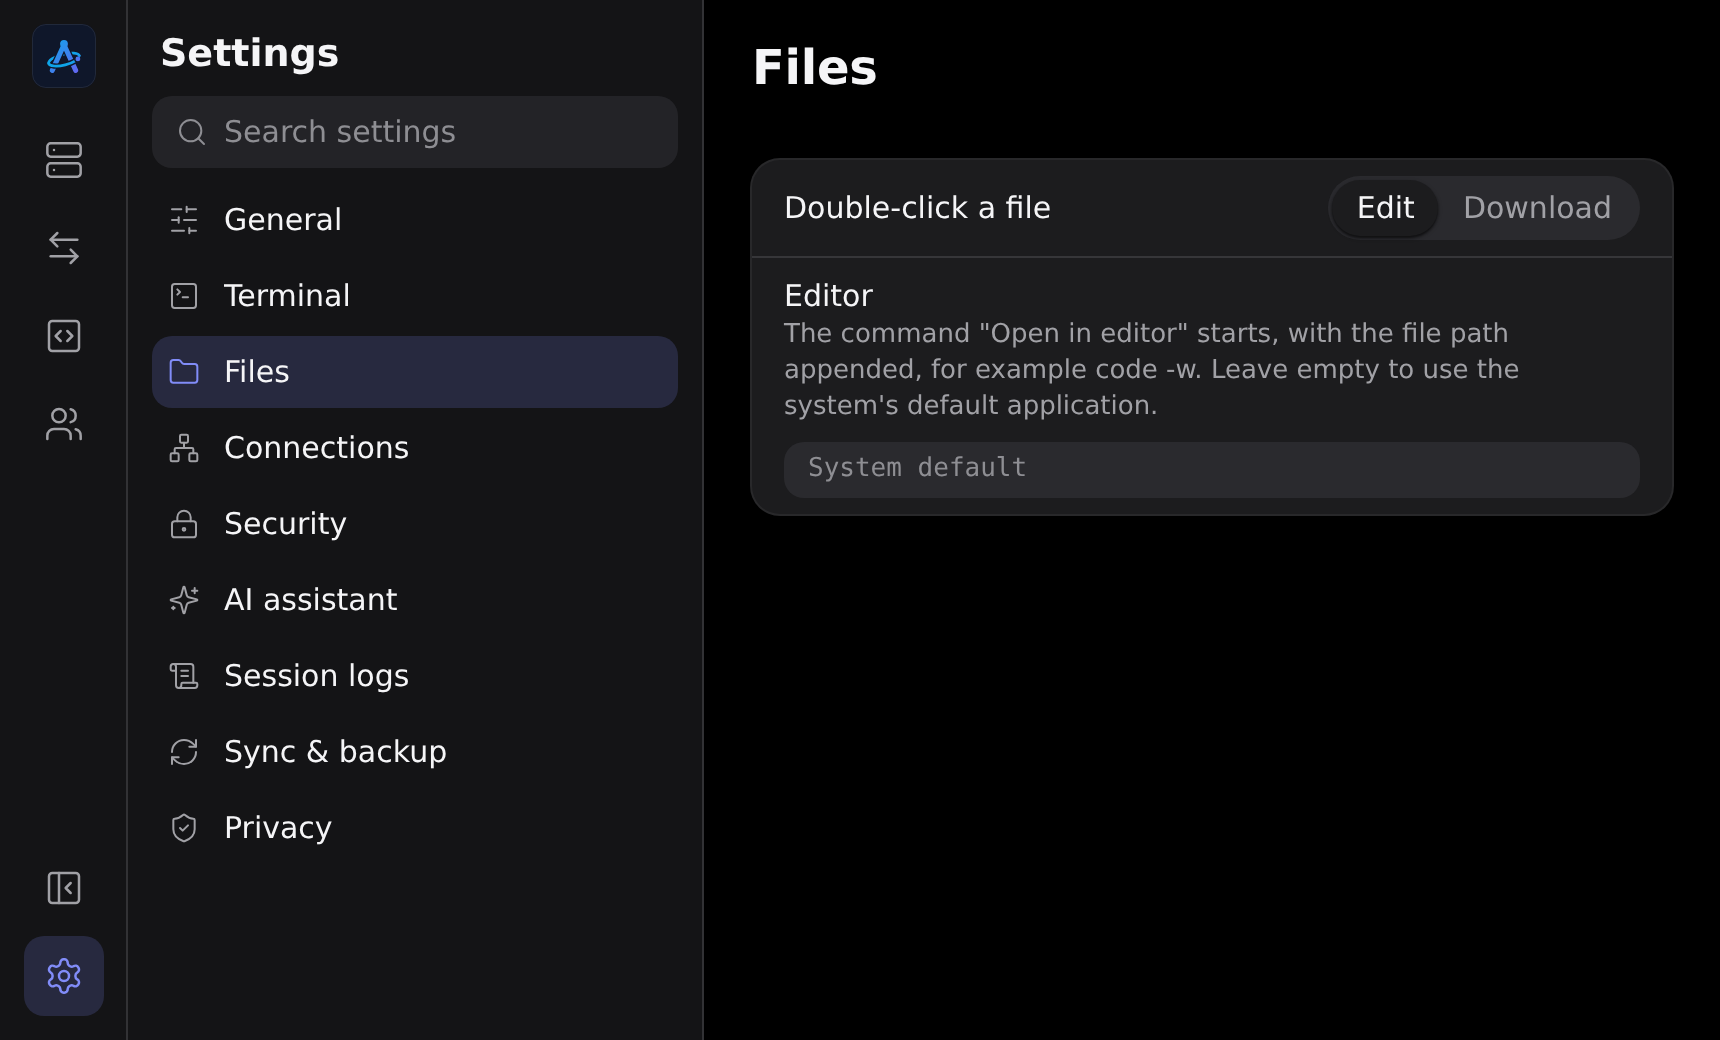 Settings
Search settings
General
Terminal
Files
Connections
Security
AI assistant
Session logs
Sync & backup
Privacy
Files
Double-click a file
Edit
Download
Editor
The command "Open in editor" starts, with the file path
appended, for example code -w. Leave empty to use the
system's default application.
System default